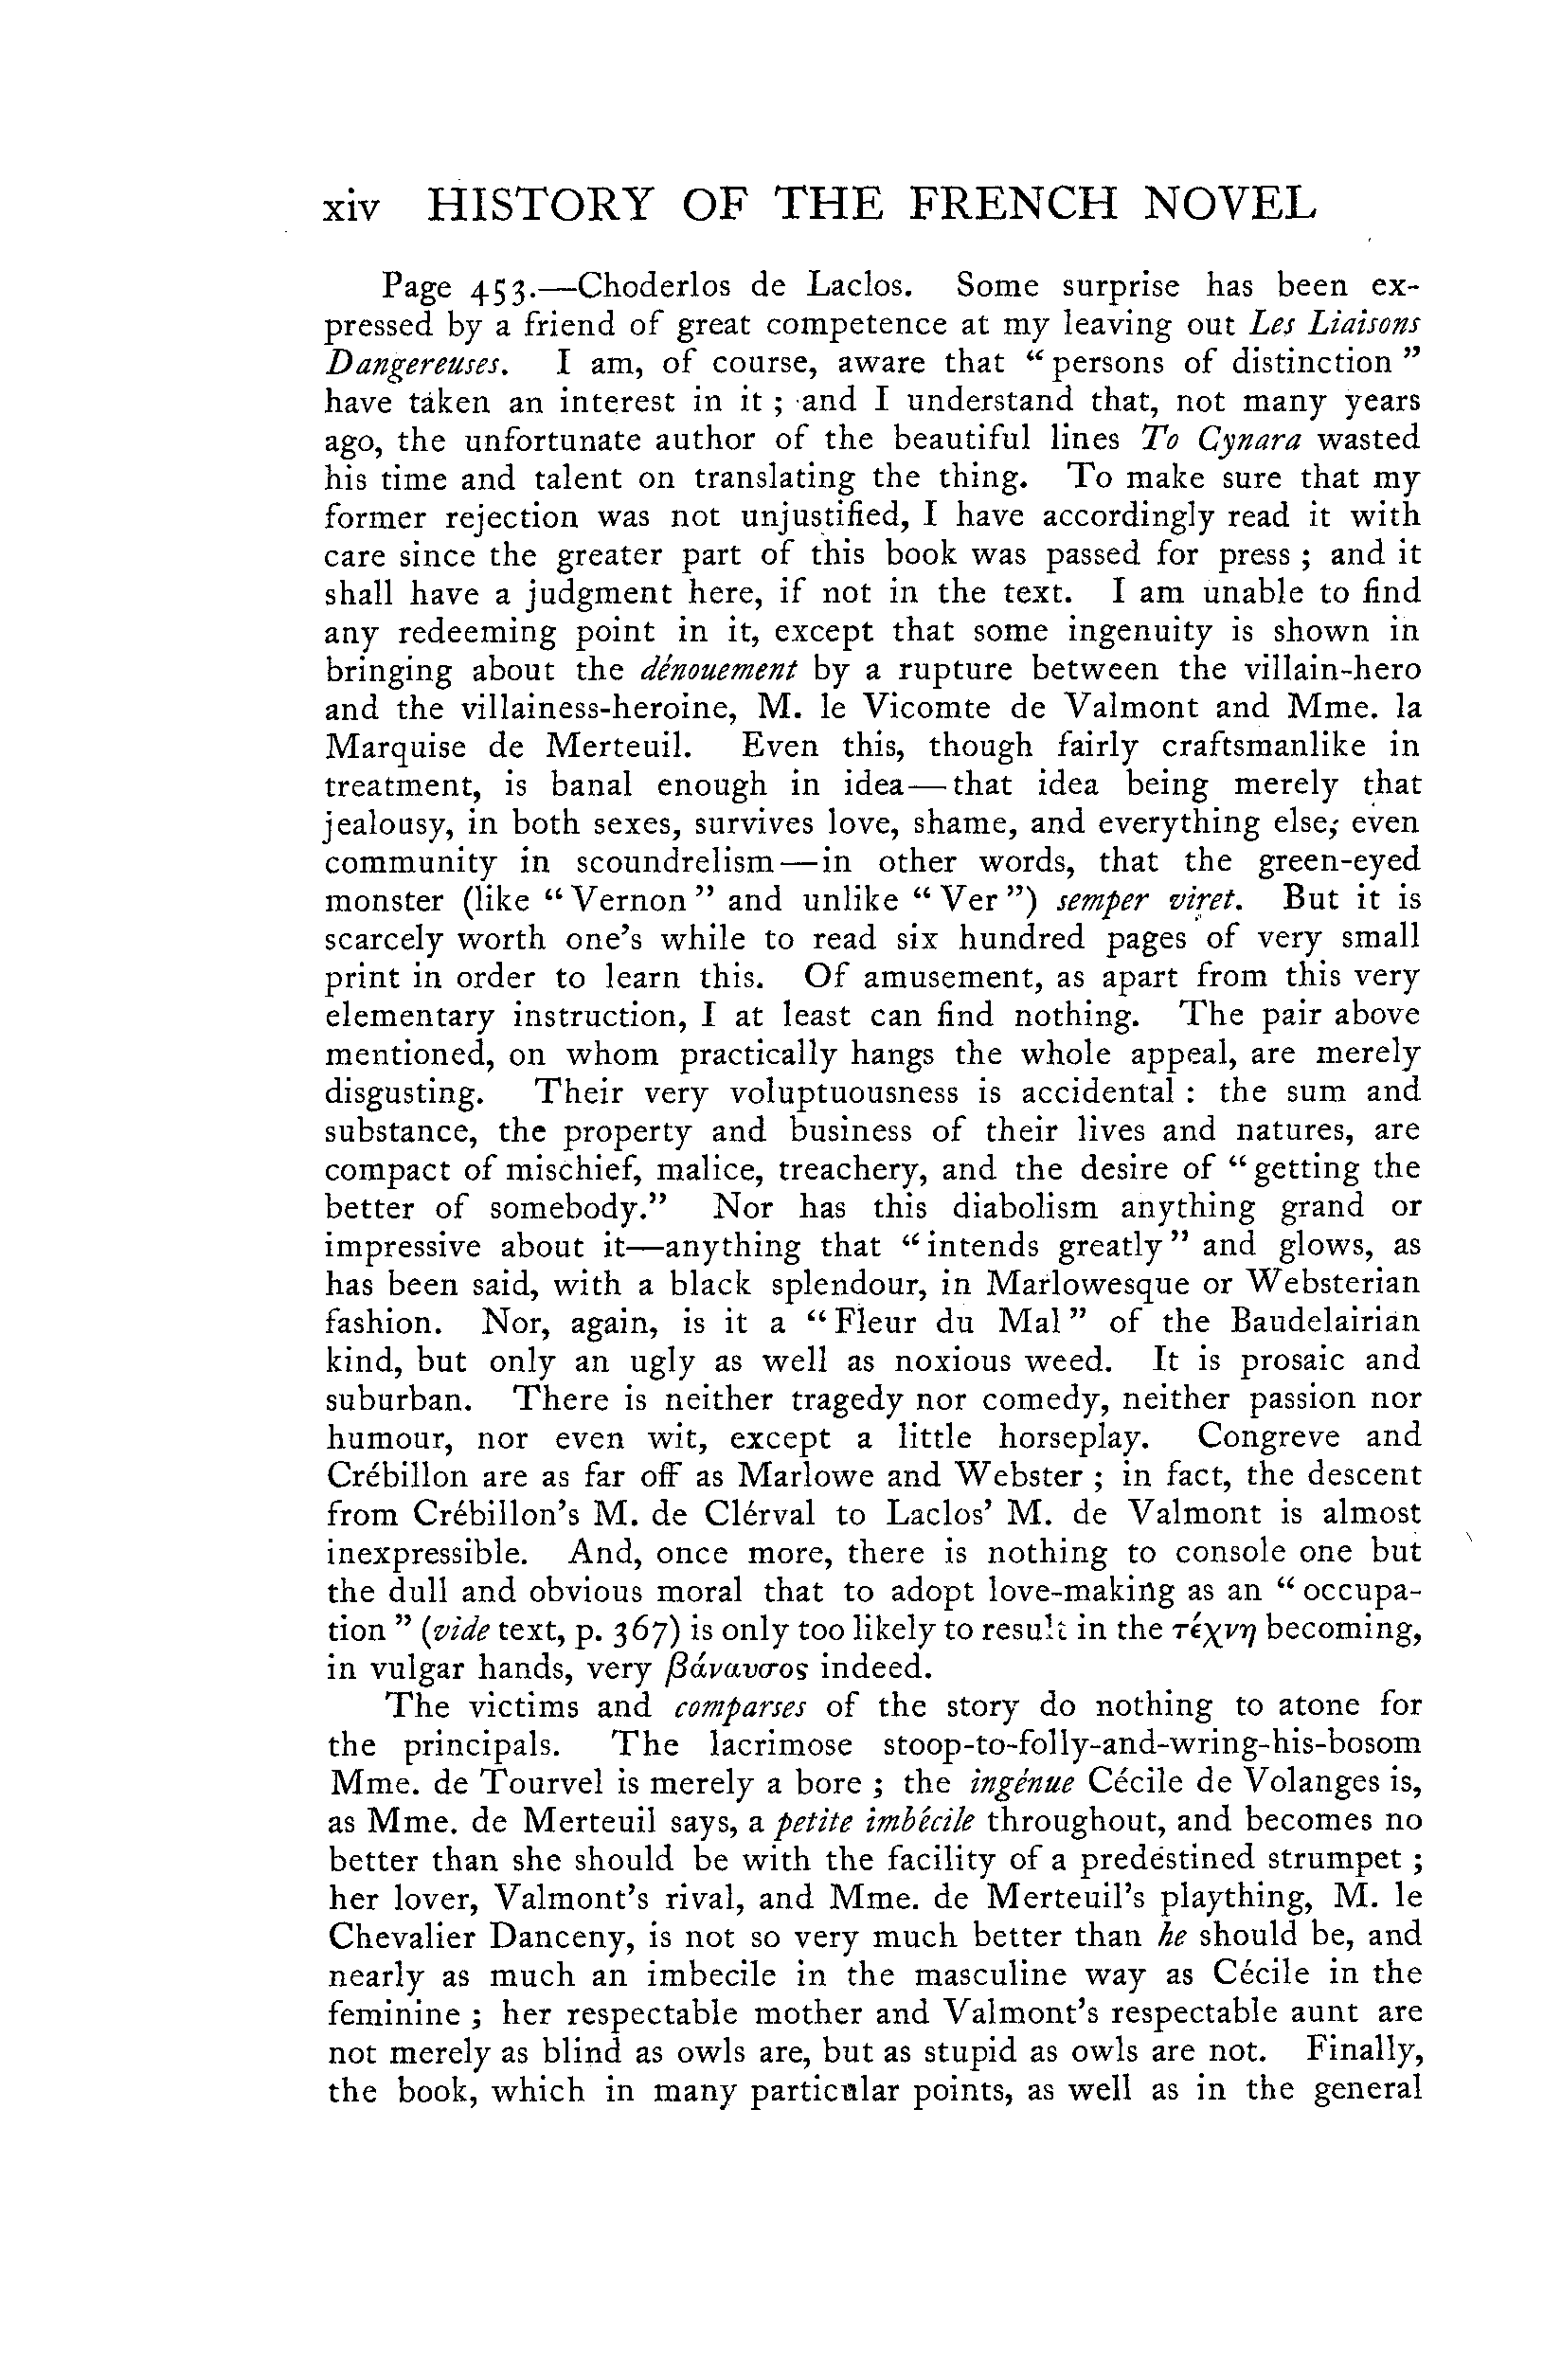 xiv HISTORY OF THE FRENCH NOVEL
Page 453.—Choderlos de Laclos. Some surprise has been ex-
pressed by a friend of great competence at my leaving out Les Liaisons
Dangereuses. I am, of course, aware that “persons of distinction”
have taken an interest in it; and I understand that, not many years
ago, the unfortunate author of the beautiful lines To Cynara wasted
his time and talent on translating the thing. To make sure that my
former rejection was not unjustified, I have accordingly read it with
care since the greater part of this book was passed for press; and it
shall have a judgment here, if not in the text. I am unable to find
any redeeming point in it, except that some ingenuity is shown in
bringing about the dénouement by a rupture between the villain-hero
and the villainess-heroine, M. le Vicomte de Valmont and Mme. la
Marquise de Merteuil. Even this, though fairly craftsmanlike in
treatment, is banal enough in idea—that idea being merely that
jealousy, in both sexes, survives love, shame, and everything else, even
community in scoundrelism—in other words, that the green-eyed
monster (like “Vernon” and unlike “Ver”) semper viret. But it is
scarcely worth one’s while to read six hundred pages of very small
print in order to learn this. Of amusement, as apart from this very
elementary instruction, I at least can find nothing. The pair above
mentioned, on whom practically hangs the whole appeal, are merely
disgusting. Their very voluptuousness is accidental: the sum and
substance, the property and business of their lives and natures, are
compact of mischief, malice, treachery, and the desire of “getting the
better of somebody.” Nor has this diabolism anything grand or
impressive about it—anything that “intends greatly” and glows, as
has been said, with a black splendour, in Marlowesque or Websterian
fashion. Nor, again, is it a “Fleur du Mal” of the Baudelairian
kind, but only an ugly as well as noxious weed. It is prosaic and
suburban. There is neither tragedy nor comedy, neither passion nor
humour, nor even wit, except a little horseplay. Congreve and
Crébillon are as far off as Marlowe and Webster; in fact, the descent
from Crébillon’s M. de Clérval to Laclos’ M. de Valmont is almost
inexpressible. And, once more, there is nothing to console one but
the dull and obvious moral that to adopt love-making as an “occupa-
tion” (vide text, p. 367) is only too likely to result in the τέχνη becoming,
in vulgar hands, very βάναυσος indeed.
The victims and comparses of the story do nothing to atone for
the principals. The lacrimose stoop-to-folly-and-wring-his-bosom
Mme. de Tourvel is merely a bore; the ingénue Cécile de Volanges is,
as Mme. de Merteuil says, a petite imbécile throughout, and becomes no
better than she should be with the facility of a predestined strumpet;
her lover, Valmont’s rival, and Mme. de Merteuil’s plaything, M. le
Chevalier Danceny, is not so very much better than he should be, and
nearly as much an imbecile in the masculine way as Cécile in the
feminine; her respectable mother and Valmont’s respectable aunt are
not merely as blind as owls are, but as stupid as owls are not. Finally,
the book, which in many particular points, as well as in the general